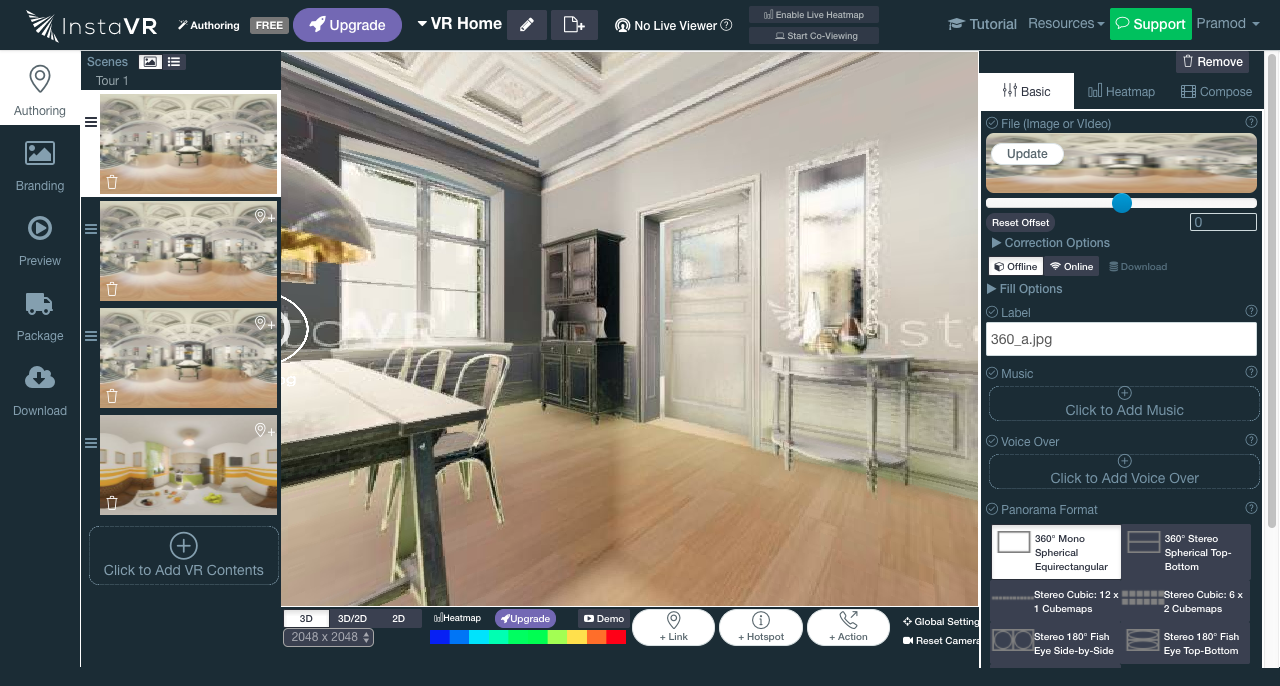 InstaVR
Authoring
FREE
Upgrade
VR Home
No Live Viewer
Enable Live Heatmap
Start Co-Viewing
Tutorial
Resources
Support
Pramod
Authoring
Branding
Preview
Package
Download
Scenes
Tour 1
Click to Add VR Contents
InstaVR
3D
3D/2D
2D
2048 x 2048
Heatmap
Upgrade
Demo
+ Link
+ Hotspot
+ Action
Global Setting
Reset Camera
Remove
Basic
Heatmap
Compose
File (Image or VIdeo)
Update
Reset Offset
0
Correction Options
Offline
Online
Download
Fill Options
Label
360_a.jpg
Music
Click to Add Music
Voice Over
Click to Add Voice Over
Panorama Format
360° Mono
Spherical
Equirectangular
360° Stereo
Spherical Top-
Bottom
Stereo Cubic: 12 x
1 Cubemaps
Stereo Cubic: 6 x
2 Cubemaps
Stereo 180° Fish
Eye Side-by-Side
Stereo 180° Fish
Eye Top-Bottom